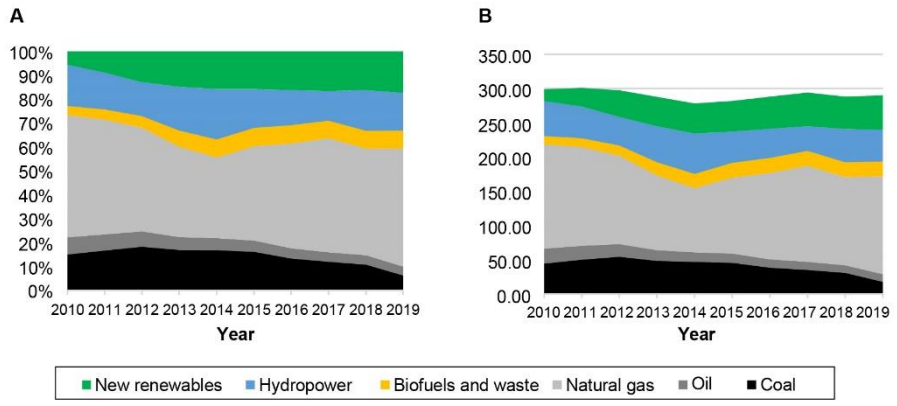 A
100%
90%
80%
70%
60%
50%
40%
30%
20%
10%
0%
2010 2011 2012 2013 2014 2015 2016 2017 2018 2019
Year
B
350.00
300.00
250.00
200.00
150.00
100.00
50.00
0.00
2010 2011 2012 2013 2014 2015 2016 2017 2018 2019
Year
New renewables Hydropower Biofuels and waste Natural gas Oil Coal